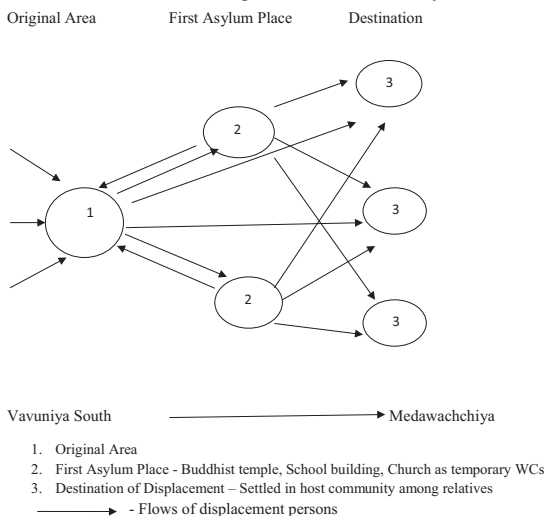 Original Area First Asylum Place Destination
3
2
3
1
2
3
Vavuniya South Medawachchiya
1. Original Area
2. First Asylum Place - Buddhist temple, School building, Church as temporary WCs
3. Destination of Displacement – Settled in host community among relatives
- Flows of displacement persons